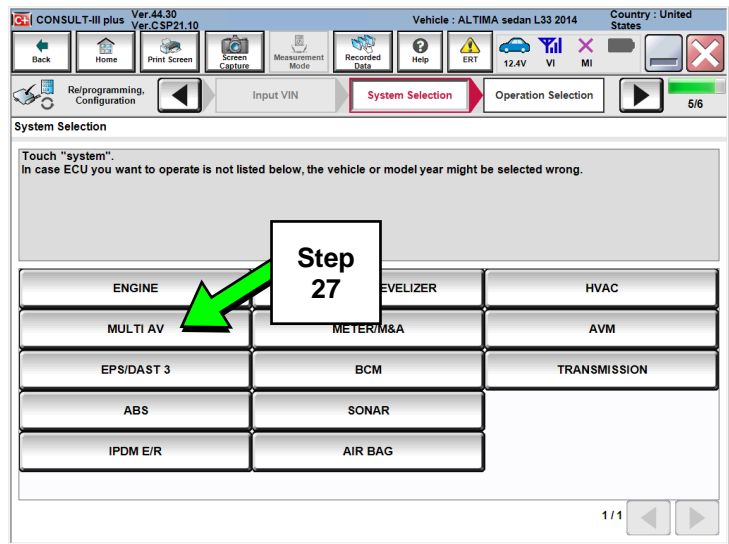 CONSULT-III plus Ver.44.30
Ver.CSP21.10
Vehicle : ALTIMA sedan L33 2014
Country : United
States
Back
Home
Print Screen
Screen
Capture
Measurement
Mode
Recorded
Data
Help
ERT
12.4V
VI
MI
Re/programming,
Configuration
Input VIN
System Selection
Operation Selection
5/6
System Selection
Touch "system".
In case ECU you want to operate is not listed below, the vehicle or model year might be selected wrong.
Step
27
ENGINE
EVELIZER
HVAC
MULTI AV
METER/M&A
AVM
EPS/DAST 3
BCM
TRANSMISSION
ABS
SONAR
IPDM E/R
AIR BAG
1/1